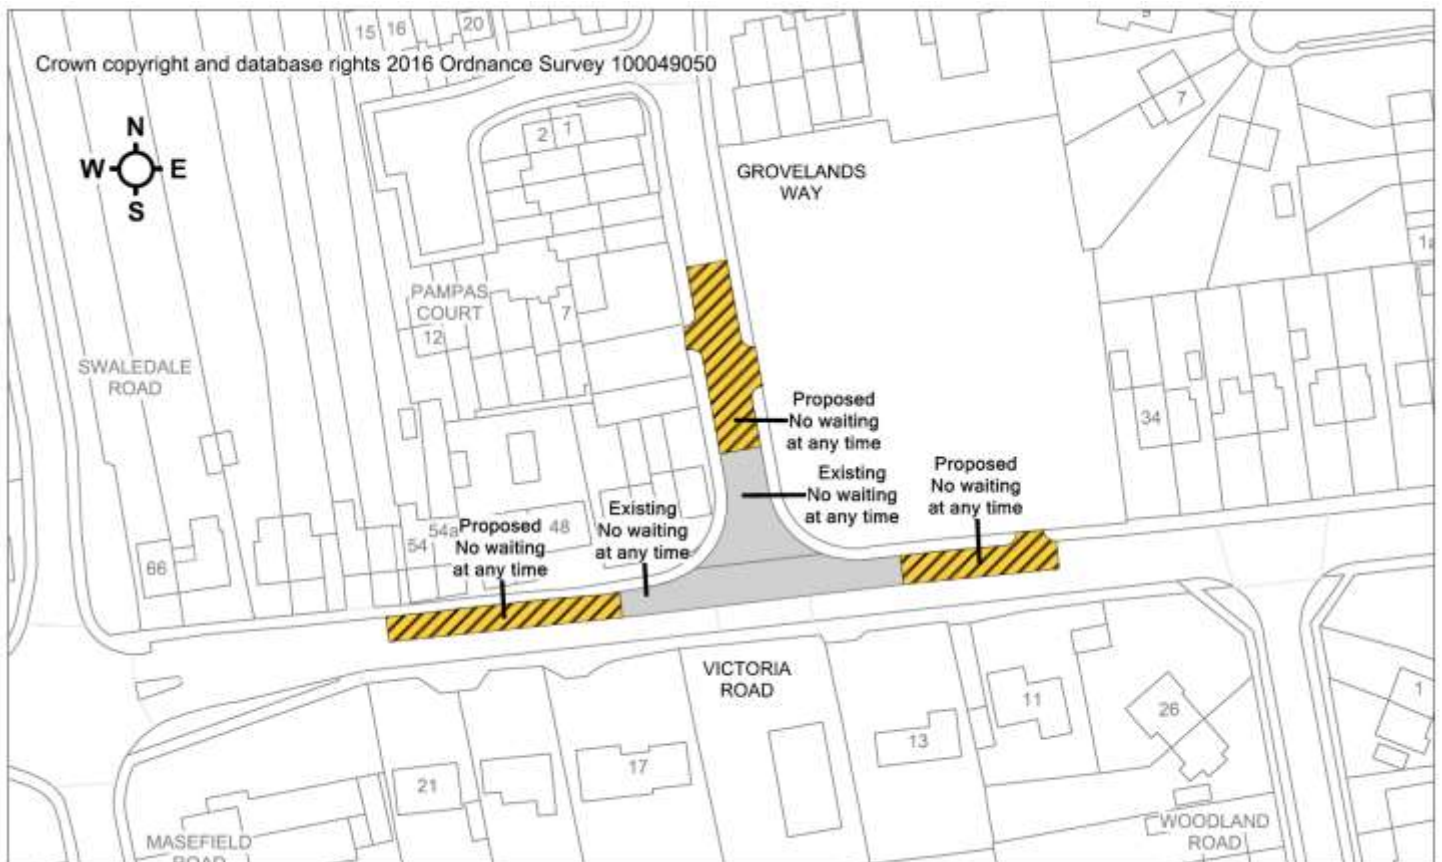 15 16 20
9
Crown copyright and database rights 2016 Ordnance Survey 100049050
7
N
W E
S
2 1
GROVELANDS
WAY
PAMPAS
COURT
7
12
SWALEDALE
ROAD
34
Proposed
No waiting
at any time
Existing
No waiting
at any time
Proposed
No waiting
at any time
Existing
No waiting
at any time
Proposed
No waiting
at any time
48
54a
54
66
VICTORIA
ROAD
11
26
1
13
17
21
MASEFIELD
ROAD
WOODLAND
ROAD